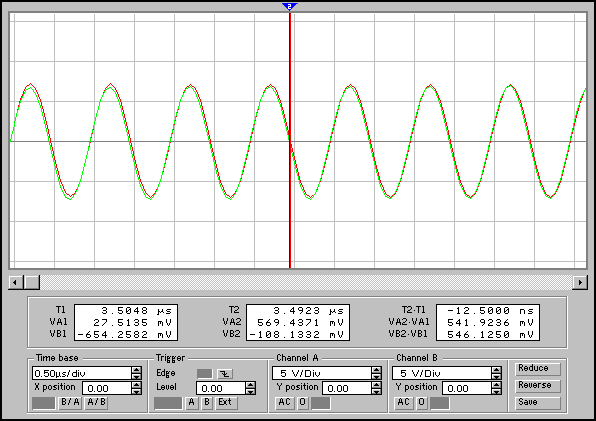 T1 3.5048 µs T2 3.4923 µs T2-T1 -12.5000 ns
VA1 27.5135 mV VA2 569.4371 mV VA2-VA1 541.9236 mV
VB1 -654.2582 mV VB2 -108.1332 mV VB2-VB1 546.1250 mV
Time base Trigger Channel A Channel B Reduce
0.50µs/div Edge 5 V/Div 5 V/Div Reverse
X position 0.00 Level 0.00 Y position 0.00 Y position 0.00 Save
B/A A/B A B Ext AC 0 AC 0